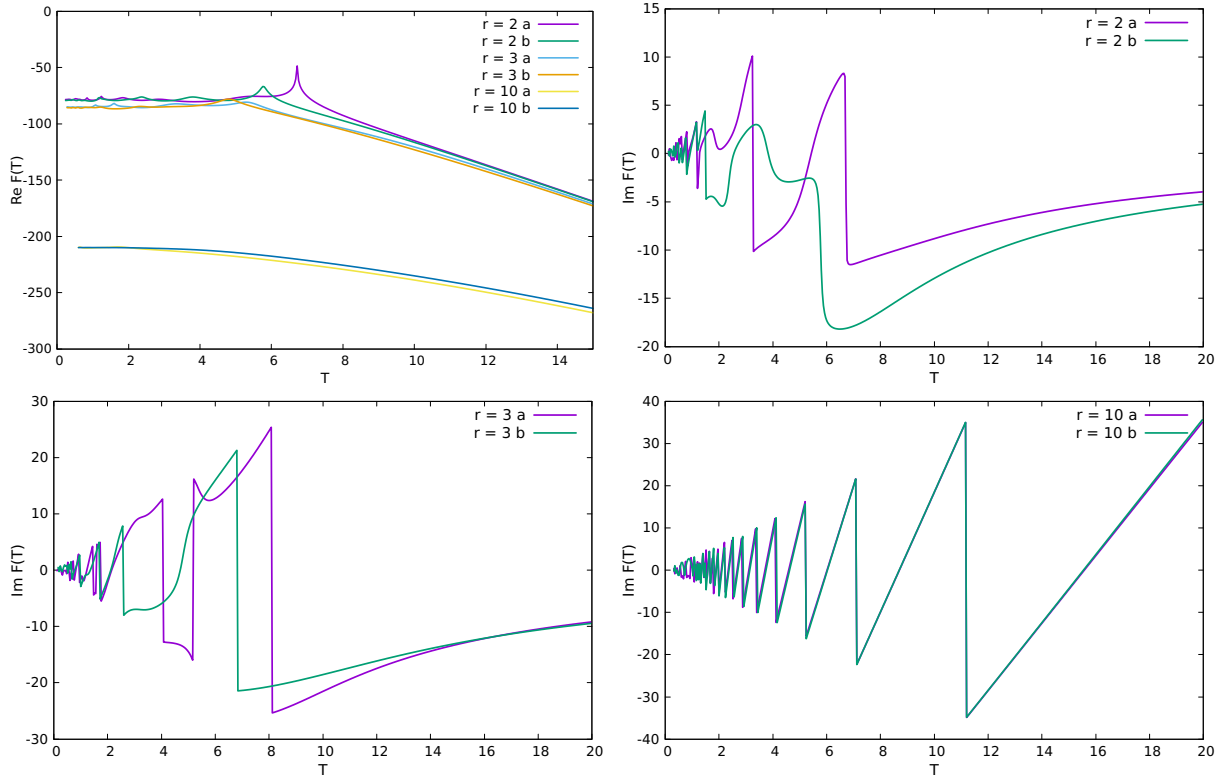 0
-50
-100
-150
-200
-250
-300
0 2 4 6 8 10 12 14
Re F(T)
T
r = 2 a
r = 2 b
r = 3 a
r = 3 b
r = 10 a
r = 10 b
15
10
5
0
-5
-10
-15
-20
0 2 4 6 8 10 12 14 16 18 20
Im F(T)
T
r = 2 a
r = 2 b
30
20
10
0
-10
-20
-30
0 2 4 6 8 10 12 14 16 18 20
Im F(T)
T
r = 3 a
r = 3 b
40
30
20
10
0
-10
-20
-30
-40
0 2 4 6 8 10 12 14 16 18 20
Im F(T)
T
r = 10 a
r = 10 b